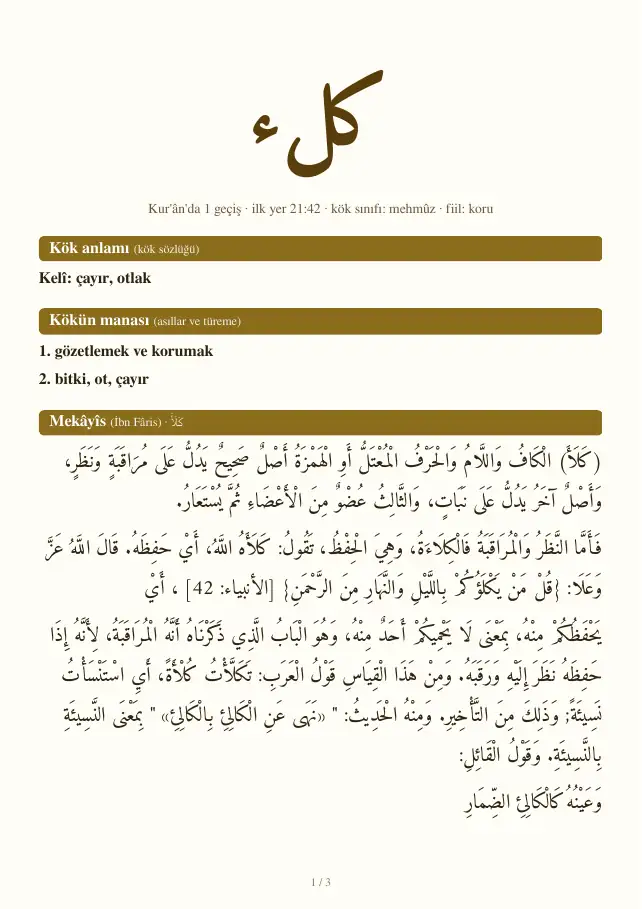 كلء
Kur'ân'da 1 geçiş · ilk yer 21:42 · kök sınıfı: mehmûz · fiil: koru
Kök anlamı (kök sözlüğü)
Kelî: çayır, otlak
Kökün manası (asıllar ve türeme)
1. gözetlemek ve korumak
2. bitki, ot, çayır
Mekâyîs (İbn Fâris) · كَلَأَ
(كَلَأَ) الْكَافُ وَاللَّامُ وَالْحَرْفُ الْمُعْتَلُّ أَوِ الْهَمْزَةُ أَصْلٌ صَحِيحٌ يَدُلُّ عَلَى مُرَاقَبَةٍ وَنَظَرٍ،
وَأَصْلٌ آخَرُ يَدُلُّ عَلَى نَبَاتٍ، وَالثَّالِثُ عُضْوٌ مِنَ الْأَعْضَاءِ ثُمَّ يُسْتَعَارُ.
فَأَمَّا النَّظَرُ وَالْمُرَاقَبَةُ فَالْكِلَاءَةُ، وَهِيَ الْحِفْظُ، تَقُولُ: كَلَأَهُ اللَّهُ، أَيْ حَفِظَهُ. قَالَ اللَّهُ عَزَّ
وَعَلَا: {قُلْ مَنْ يَكْلَؤُكُمْ بِاللَّيْلِ وَالنَّهَارِ مِنَ الرَّحْمَنِ} [الأنبياء: 42] ، أَيْ
يَحْفَظُكُمْ مِنْهُ، بِمَعْنَى لَا يَحْمِيكُمْ أَحَدٌ مِنْهُ، وَهُوَ الْبَابُ الَّذِي ذَكَرْنَاهُ أَنَّهُ الْمُرَاقَبَةُ، لِأَنَّهُ إِذَا
حَفِظَهُ نَظَرَ إِلَيْهِ وَرَقَبَهُ. وَمِنْ هَذَا الْقِيَاسِ قَوْلُ الْعَرَبِ: تَكَلَّأْتُ كُلْأَةً، أَيِ اسْتَنْسَأْتُ
نَسِيئَةً; وَذَلِكَ مِنَ التَّأْخِيرِ. وَمِنْهُ الْحَدِيثُ: " «نَهَى عَنِ الْكَالِئِ بِالْكَالِئِ» " بِمَعْنَى النَّسِيئَةِ
بِالنَّسِيئَةِ. وَقَوْلُ الْقَائِلِ:
وَعَيْنُهُ كَالْكَالِئِ الضِّمَارِ
1 / 3